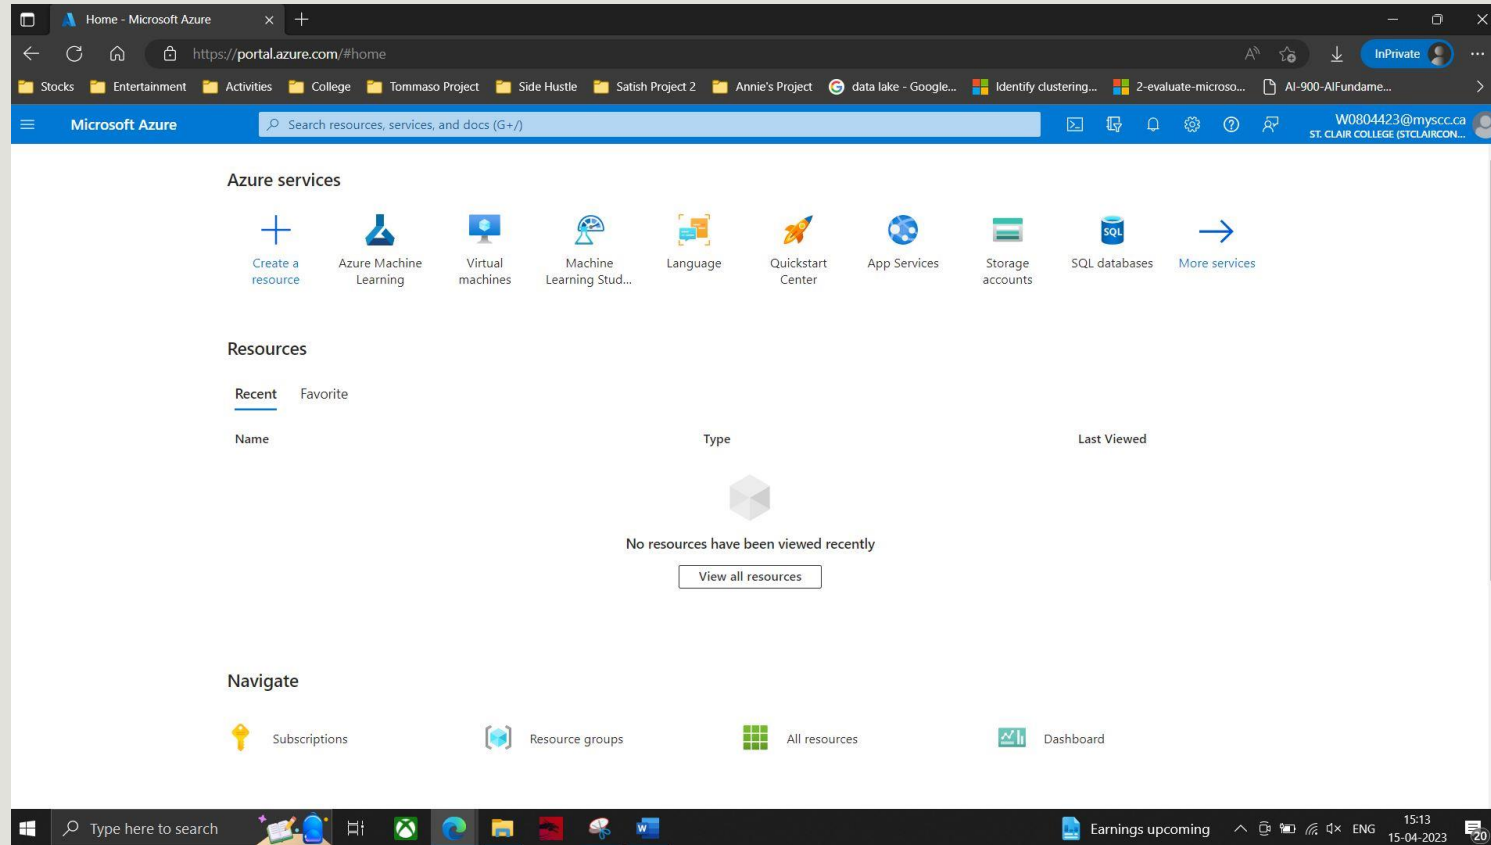 Home - Microsoft Azure
https://portal.azure.com/#home
InPrivate
Stocks Entertainment Activities College Tommaso Project Side Hustle Satish Project 2 Annie's Project data lake - Google... Identify clustering... 2-evaluate-microso... AI-900-AIFundame...
Microsoft Azure
Search resources, services, and docs (G+/)
W0804423@myscc.ca
ST. CLAIR COLLEGE (STCLAIRCON...
Azure services
Create a
resource
Azure Machine
Learning
Virtual
machines
Machine
Learning Stud...
Language
Quickstart
Center
App Services
Storage
accounts
SQL
SQL databases
More services
Resources
Recent Favorite
Name Type Last Viewed
No resources have been viewed recently
View all resources
Navigate
Subscriptions Resource groups All resources Dashboard
Type here to search
Earnings upcoming
ENG
15:13
15-04-2023
20